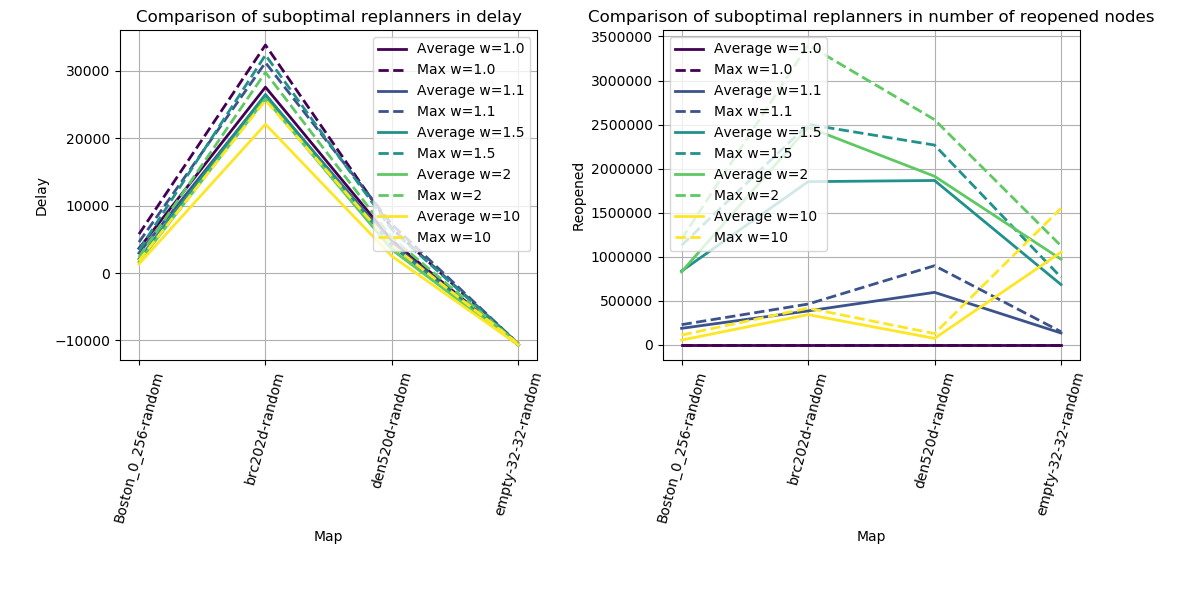 Comparison of suboptimal replanners in delay
Delay
30000
20000
10000
0
−10000
Average w=1.0
Max w=1.0
Average w=1.1
Max w=1.1
Average w=1.5
Max w=1.5
Average w=2
Max w=2
Average w=10
Max w=10
Boston_0_256-random
brc202d-random
den520d-random
empty-32-32-random
Map
Comparison of suboptimal replanners in number of reopened nodes
Reopened
3500000
3000000
2500000
2000000
1500000
1000000
500000
0
Average w=1.0
Max w=1.0
Average w=1.1
Max w=1.1
Average w=1.5
Max w=1.5
Average w=2
Max w=2
Average w=10
Max w=10
Boston_0_256-random
brc202d-random
den520d-random
empty-32-32-random
Map